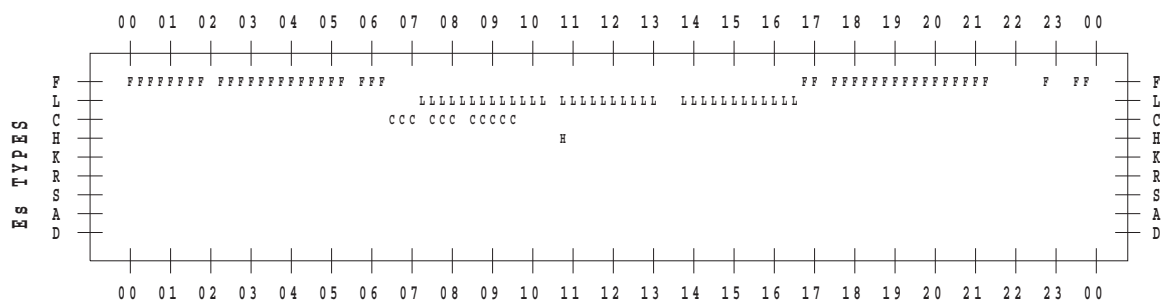 00 01 02 03 04 05 06 07 08 09 10 11 12 13 14 15 16 17 18 19 20 21 22 23 00
Es TYPES
F FFFFFFFF FFFFFFFFFFFFF FFF FF FFFFFFFFFFFFFFFF F FF F
L LLLLLLLLLLLLL LLLLLLLLLL LLLLLLLLLLLL L
C CCC CCC CCCCC C
H H H
K K
R R
S S
A A
D D
00 01 02 03 04 05 06 07 08 09 10 11 12 13 14 15 16 17 18 19 20 21 22 23 00